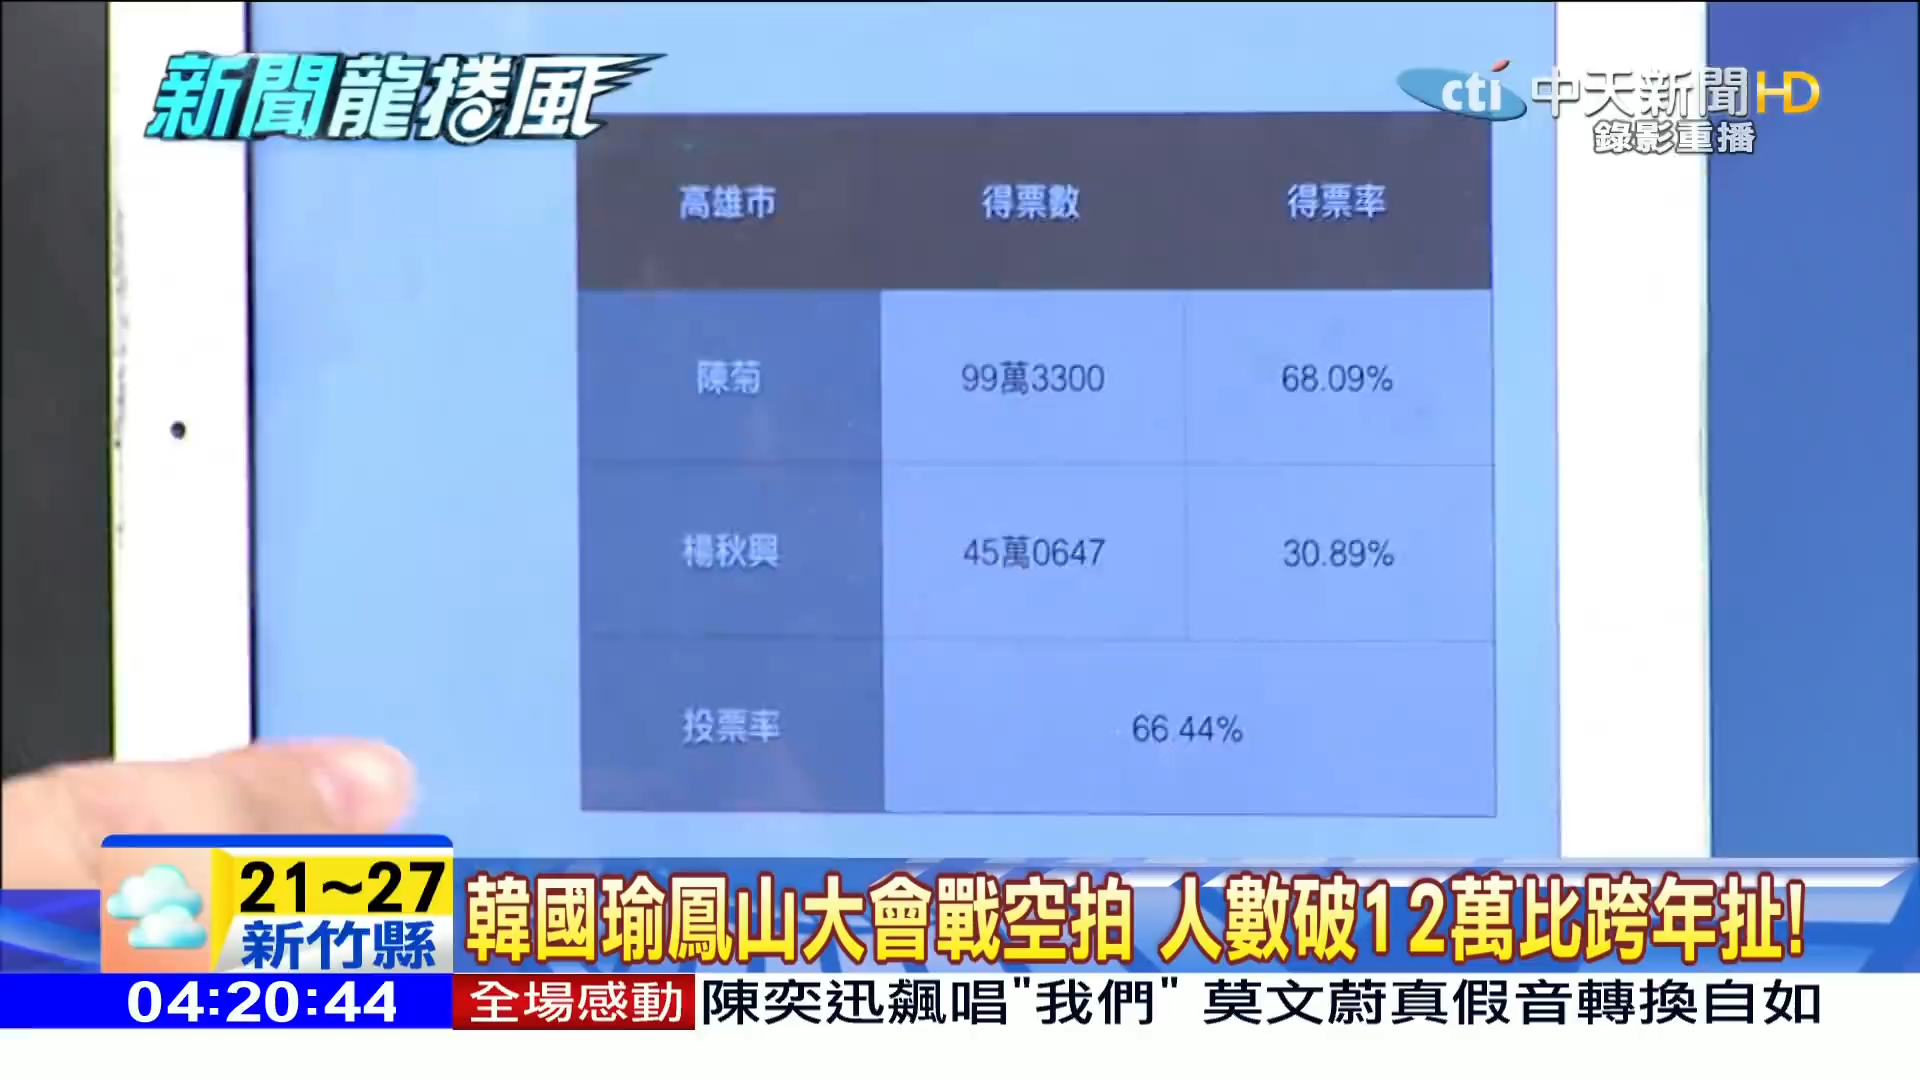 新聞龍捲風
cti 中天新聞HD
錄影重播
高雄市 得票數 得票率
陳菊 99萬3300 68.09%
楊秋興 45萬0647 30.89%
投票率 66.44%
21~27
新竹縣
韓國瑜鳳山大會戰空拍 人數破12萬比跨年扯!
04:20:44 全場感動 陳奕迅飆唱"我們" 莫文蔚真假音轉換自如